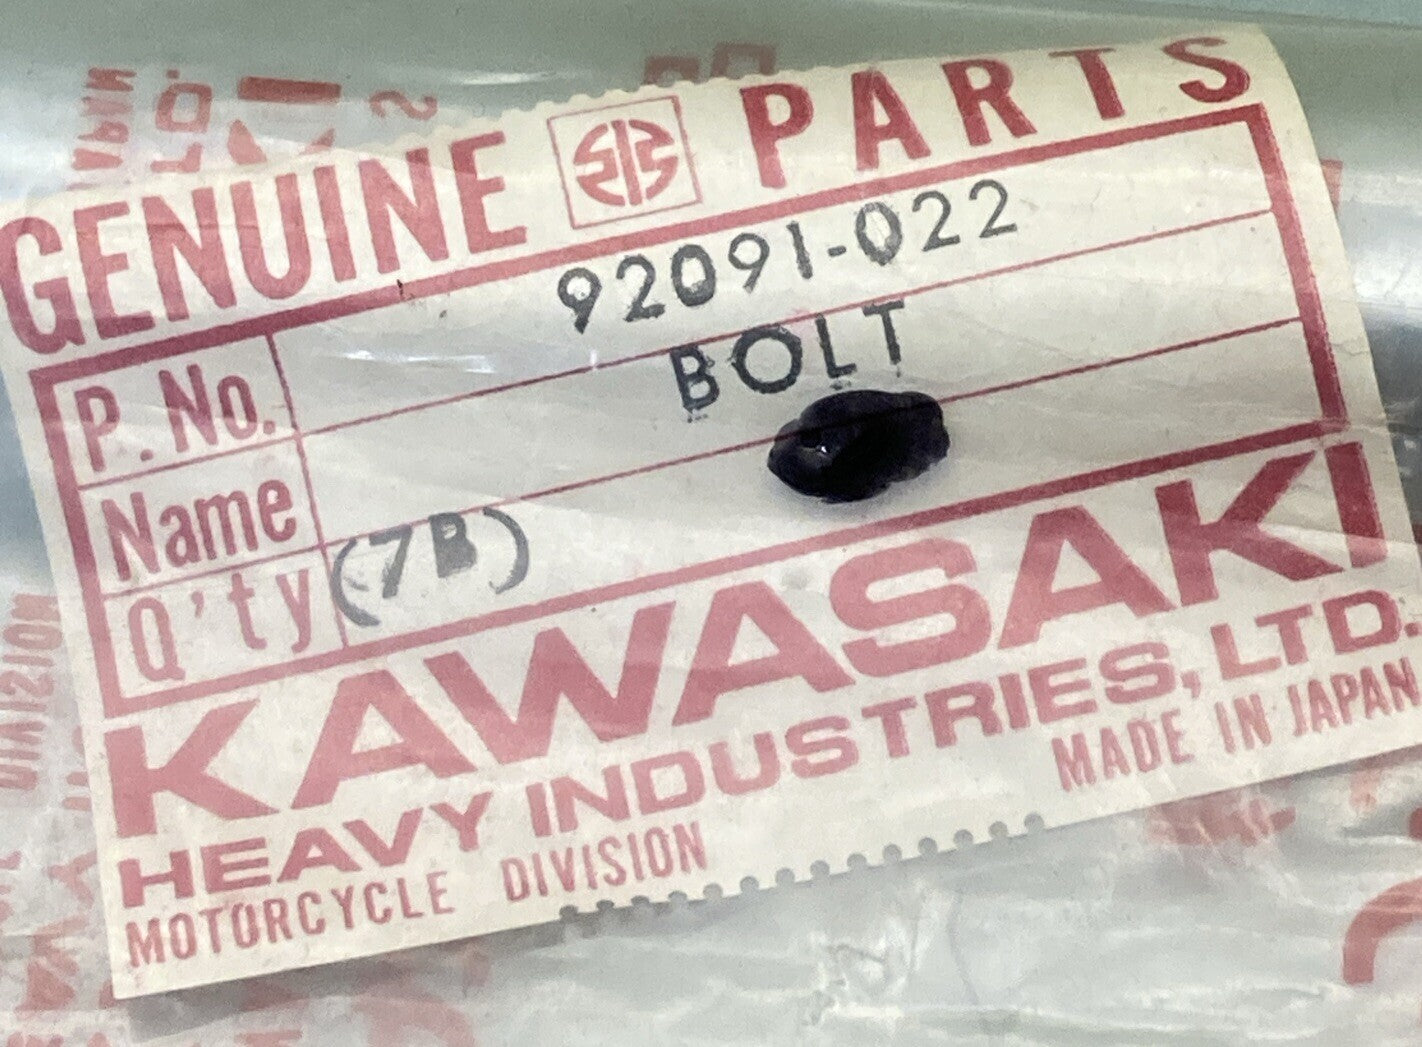 GENUINE PARTS
P. No. 92091-022
Name BOLT
Q'ty (7B)
KAWASAKI
HEAVY INDUSTRIES, LTD.
MOTORCYCLE DIVISION MADE IN JAPAN